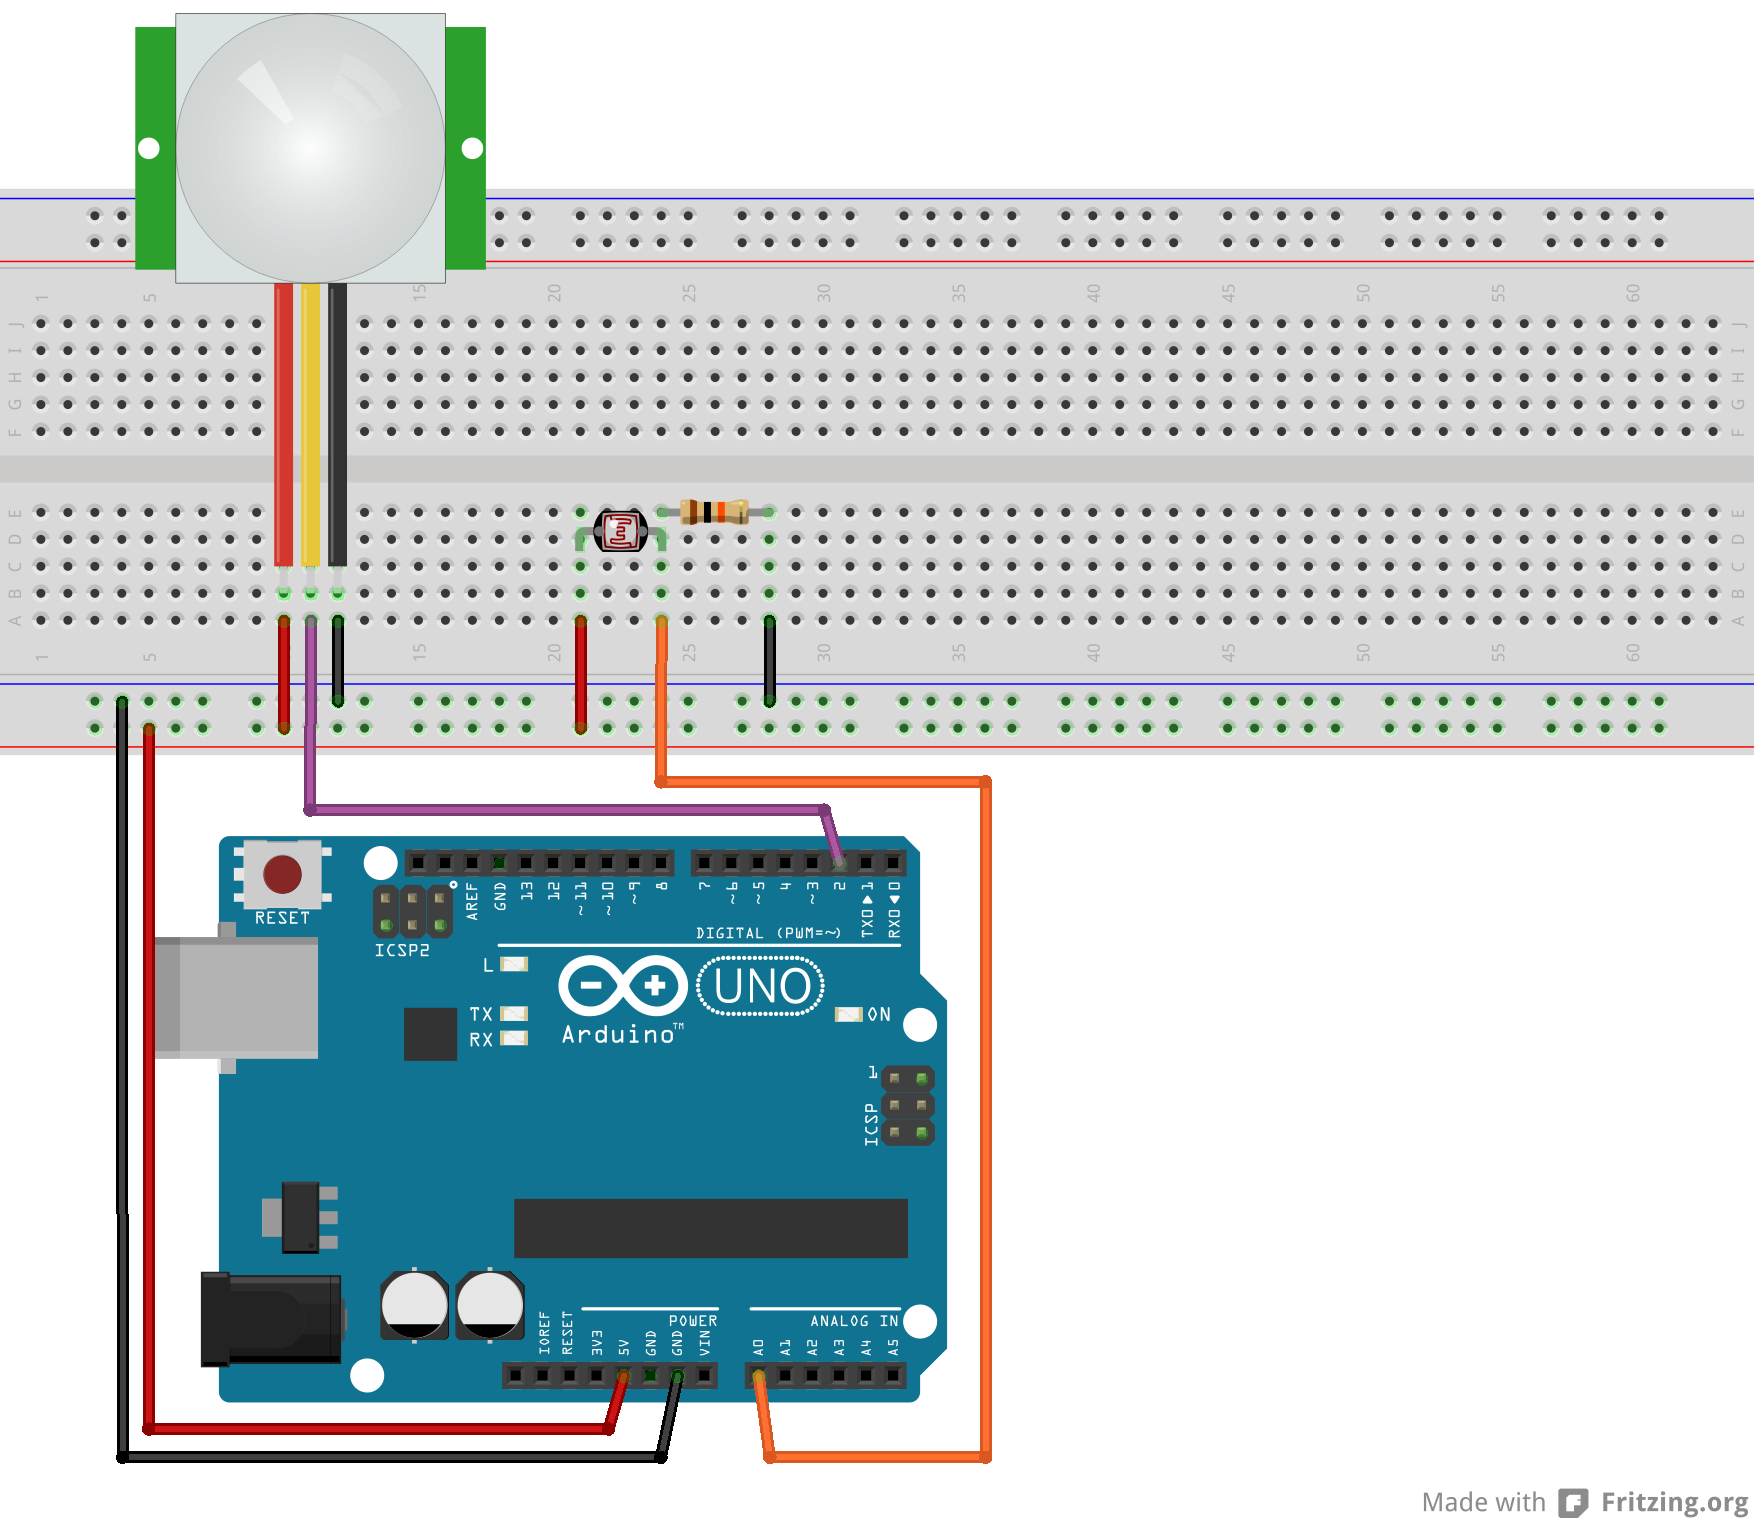 1 5 15 20 25 30 35 40 45 50 55 60
J J
I I
H H
G G
F F
E E
D D
C C
B B
A A
1 5 15 20 25 30 35 40 45 50 55 60
RESET
AREF GND 13 12 ~11 ~10 ~9 8 7 ~6 ~5 4 ~3 2 TX0▶1 RX0◀0
ICSP2
DIGITAL (PWM=~)
L
UNO
TX
ON
RX
Arduino™
1
ICSP
POWER
ANALOG IN
IOREF RESET 3V3 5V GND GND VIN A0 A1 A2 A3 A4 A5
Made with Fritzing.org